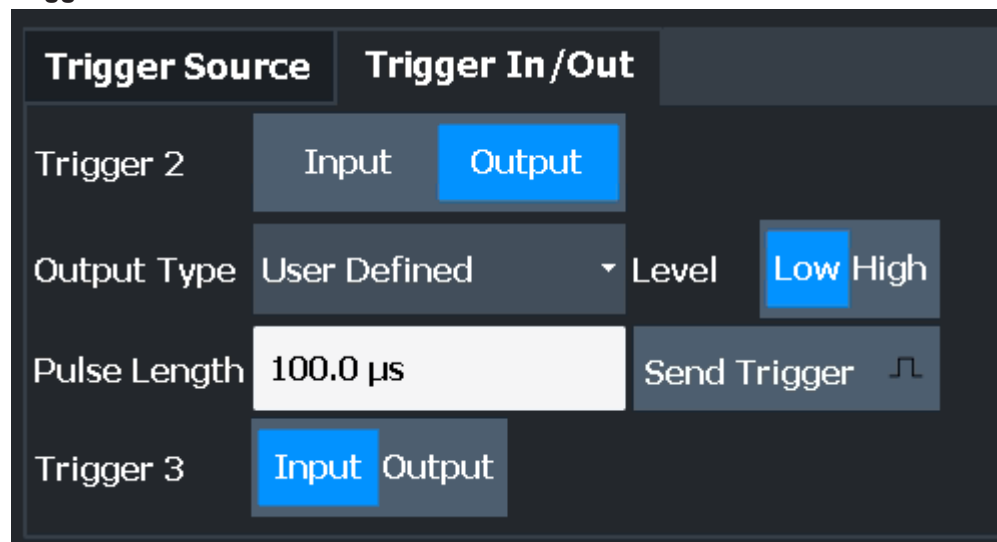 Trigger Source Trigger In/Out
Trigger 2 Input Output
Output Type User Defined Level Low High
Pulse Length 100.0 µs Send Trigger
Trigger 3 Input Output